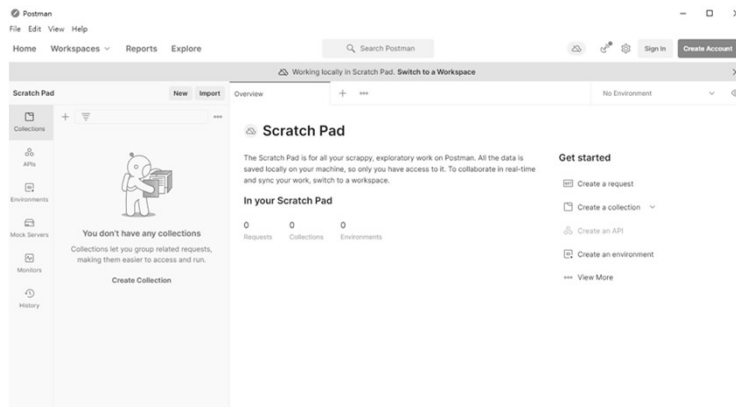 Postman
File Edit View Help
Home Workspaces Reports Explore Search Postman Sign In Create Account
Working locally in Scratch Pad. Switch to a Workspace
Scratch Pad New Import Overview No Environment
Collections
APIs
Environments
Mock Servers
Monitors
History
You don't have any collections
Collections let you group related requests,
making them easier to access and run.
Create Collection
Scratch Pad
The Scratch Pad is for all your scrappy, exploratory work on Postman. All the data is
saved locally on your machine, so only you have access to it. To collaborate in real-time
and sync your work, switch to a workspace.
In your Scratch Pad
0 0 0
Requests Collections Environments
Get started
Create a request
Create a collection
Create an API
Create an environment
View More